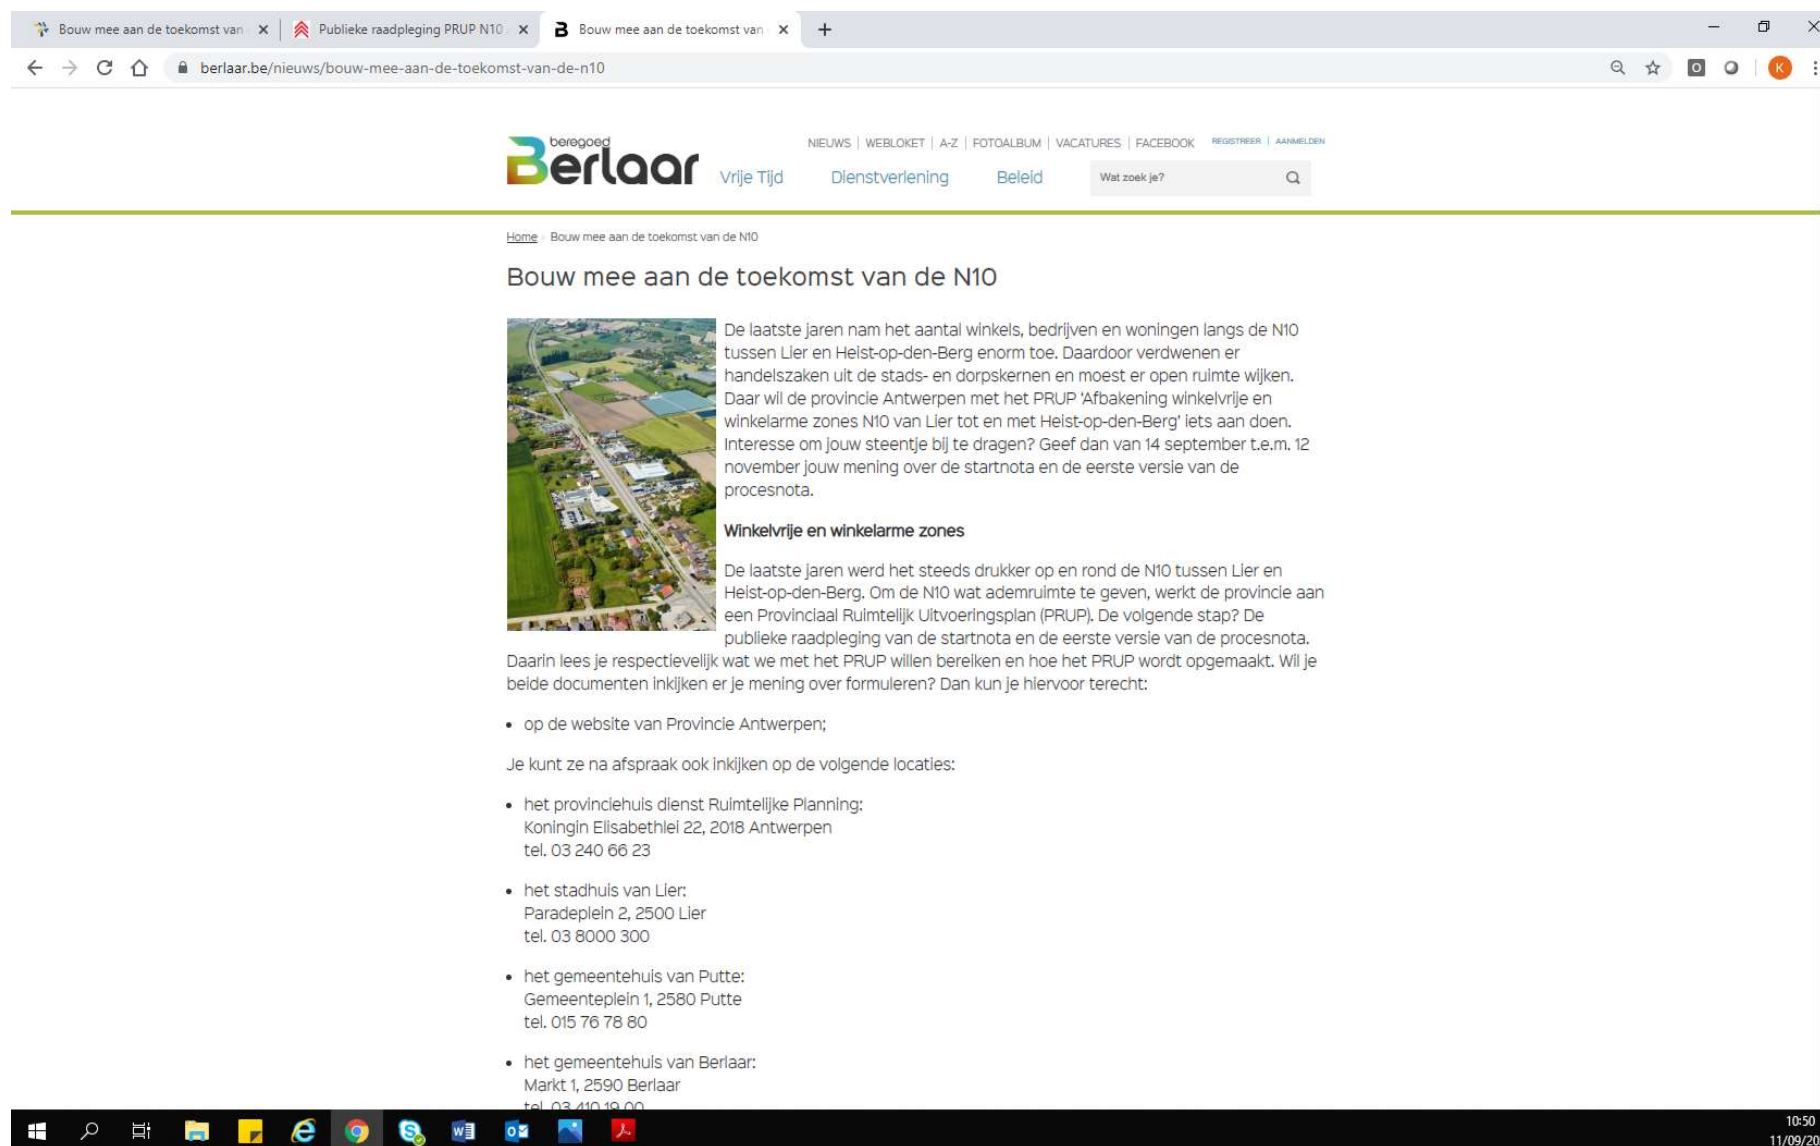 Bouw mee aan de toekomst van
Publieke raadpleging PRUP N10
Bouw mee aan de toekomst van
berlaar.be/nieuws/bouw-mee-aan-de-toekomst-van-de-n10
K
beregoed
Berlaar
NIEUWS | WEBLOKET | A-Z | FOTOALBUM | VACATURES | FACEBOOK REGISTREER | AANMELDEN
Vrije Tijd Dienstverlening Beleid Wat zoek je?
Home Bouw mee aan de toekomst van de N10
Bouw mee aan de toekomst van de N10
De laatste jaren nam het aantal winkels, bedrijven en woningen langs de N10
tussen Lier en Heist-op-den-Berg enorm toe. Daardoor verdwenen er
handelszaken uit de stads- en dorpskernen en moest er open ruimte wijken.
Daar wil de provincie Antwerpen met het PRUP 'Afbakening winkelvrije en
winkelarme zones N10 van Lier tot en met Heist-op-den-Berg' iets aan doen.
Interesse om jouw steentje bij te dragen? Geef dan van 14 september t.e.m. 12
november jouw mening over de startnota en de eerste versie van de
procesnota.
Winkelvrije en winkelarme zones
De laatste jaren werd het steeds drukker op en rond de N10 tussen Lier en
Heist-op-den-Berg. Om de N10 wat ademruimte te geven, werkt de provincie aan
een Provinciaal Ruimtelijk Uitvoeringsplan (PRUP). De volgende stap? De
publieke raadpleging van de startnota en de eerste versie van de procesnota.
Daarin lees je respectievelijk wat we met het PRUP willen bereiken en hoe het PRUP wordt opgemaakt. Wil je
beide documenten inkijken er je mening over formuleren? Dan kun je hiervoor terecht:
• op de website van Provincie Antwerpen;
Je kunt ze na afspraak ook inkijken op de volgende locaties:
• het provinciehuis dienst Ruimtelijke Planning:
Koningin Elisabethlei 22, 2018 Antwerpen
tel. 03 240 66 23
• het stadhuis van Lier:
Paradeplein 2, 2500 Lier
tel. 03 8000 300
• het gemeentehuis van Putte:
Gemeenteplein 1, 2580 Putte
tel. 015 76 78 80
• het gemeentehuis van Berlaar:
Markt 1, 2590 Berlaar
tel. 03 410 19 00
10:50
11/09/20